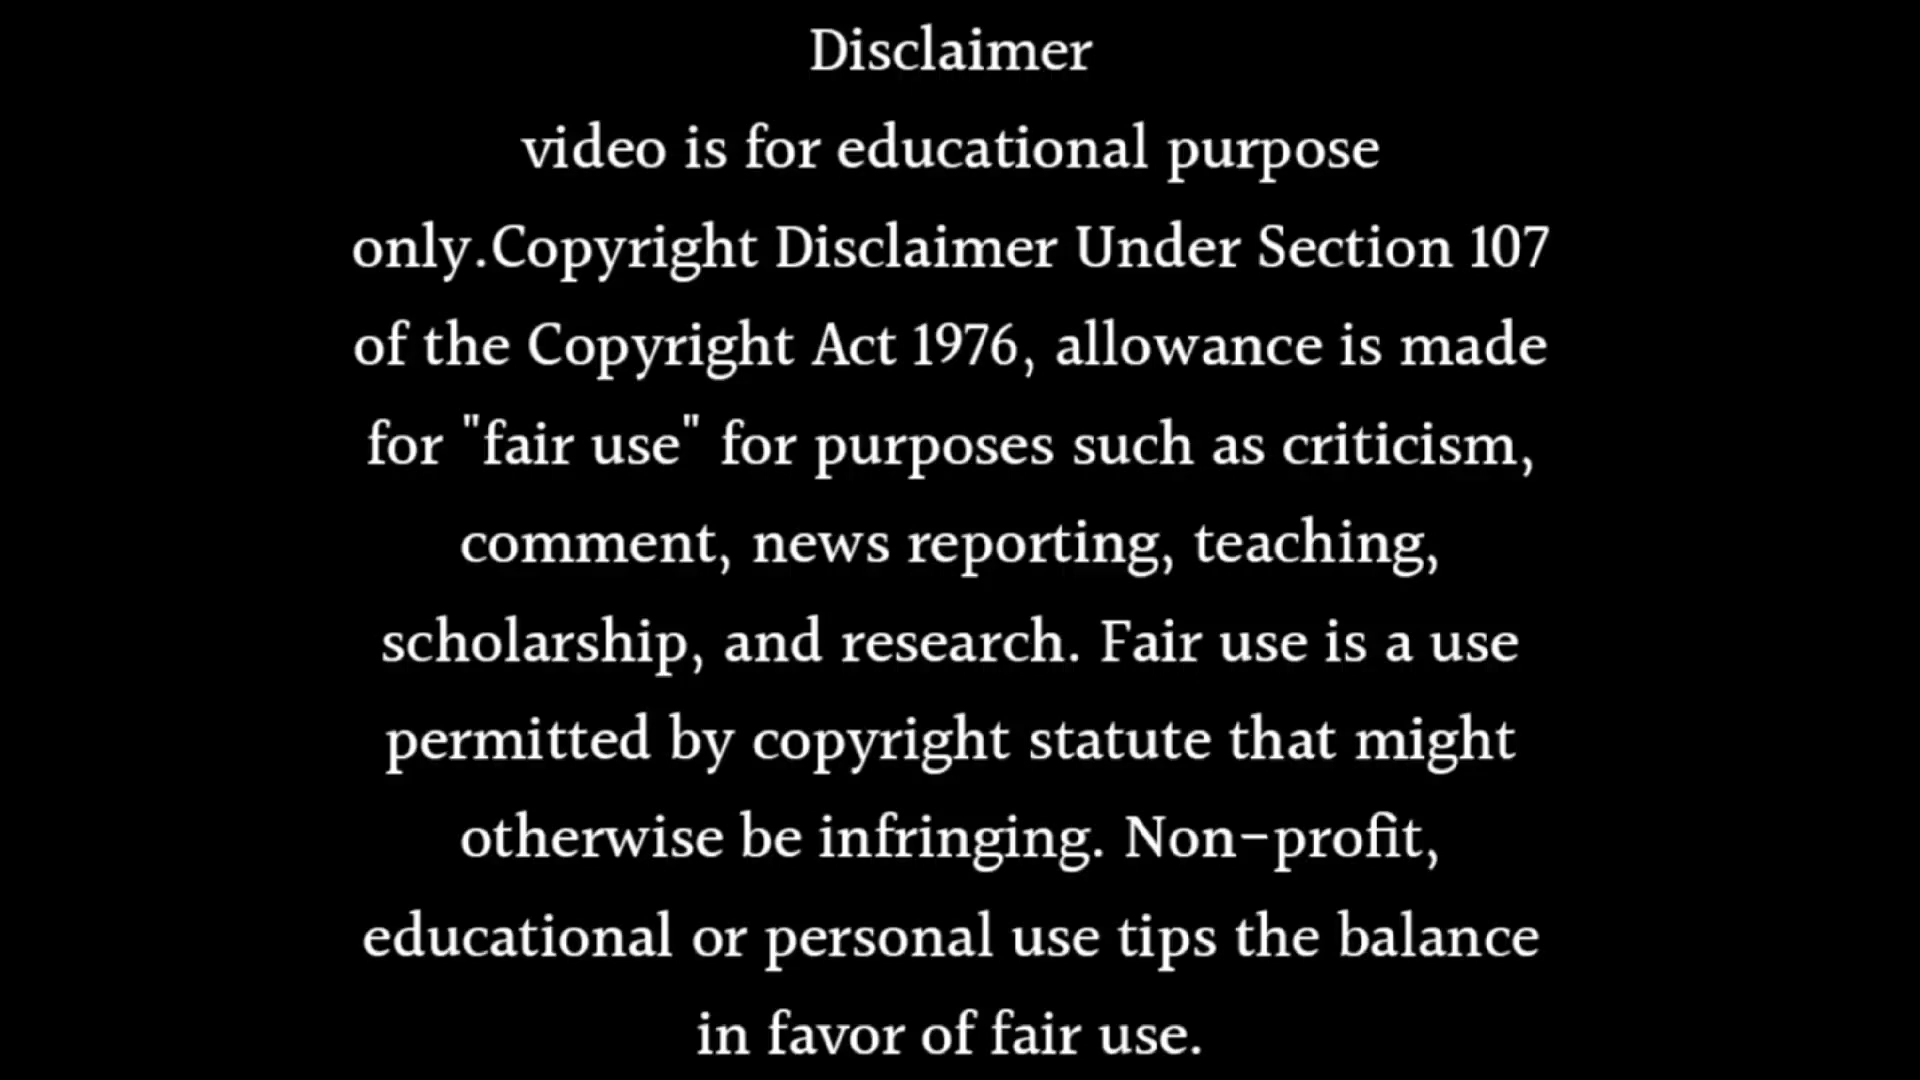 Disclaimer
video is for educational purpose
only.Copyright Disclaimer Under Section 107
of the Copyright Act 1976, allowance is made
for "fair use" for purposes such as criticism,
comment, news reporting, teaching,
scholarship, and research. Fair use is a use
permitted by copyright statute that might
otherwise be infringing. Non-profit,
educational or personal use tips the balance
in favor of fair use.